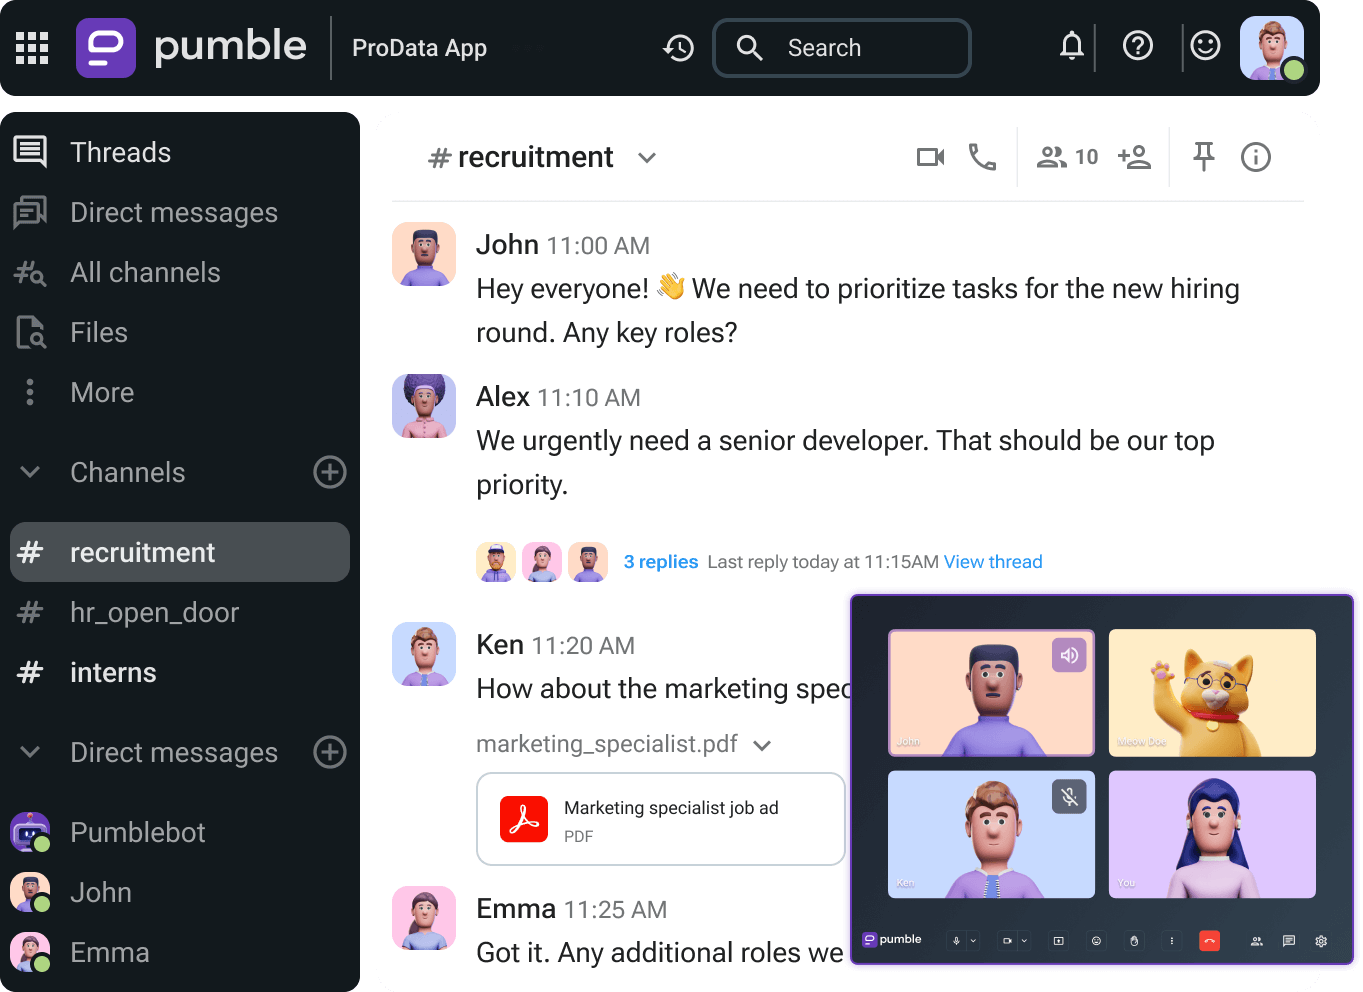 pumble
ProData App
Search
Threads
Direct messages
All channels
Files
More
Channels
# recruitment
# hr_open_door
# interns
Direct messages
Pumblebot
John
Emma
# recruitment
10
John 11:00 AM
Hey everyone! 👋 We need to prioritize tasks for the new hiring
round. Any key roles?
Alex 11:10 AM
We urgently need a senior developer. That should be our top
priority.
3 replies Last reply today at 11:15AM View thread
Ken 11:20 AM
How about the marketing spec
marketing_specialist.pdf
Marketing specialist job ad
PDF
Emma 11:25 AM
Got it. Any additional roles we
John
Meow Doe
Ken
You
pumble